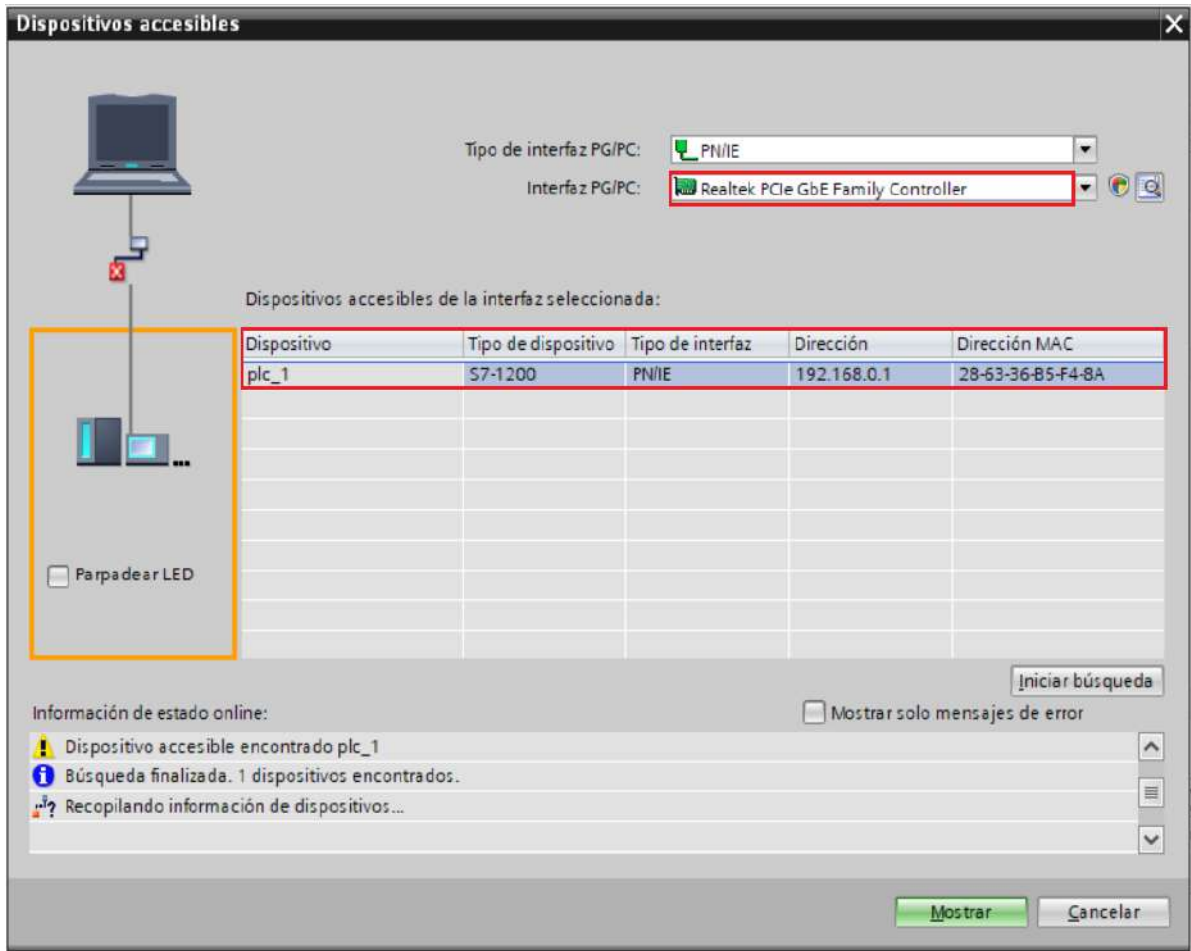 Dispositivos accesibles
Tipo de interfaz PG/PC: PN/IE
Interfaz PG/PC: Realtek PCIe GbE Family Controller
Dispositivos accesibles de la interfaz seleccionada:
Dispositivo Tipo de dispositivo Tipo de interfaz Dirección Dirección MAC
plc_1 S7-1200 PN/IE 192.168.0.1 28-63-36-B5-F4-8A
...
Parpadear LED
Iniciar búsqueda
Información de estado online: Mostrar solo mensajes de error
Dispositivo accesible encontrado plc_1
Búsqueda finalizada. 1 dispositivos encontrados.
Recopilando información de dispositivos...
Mostrar Cancelar